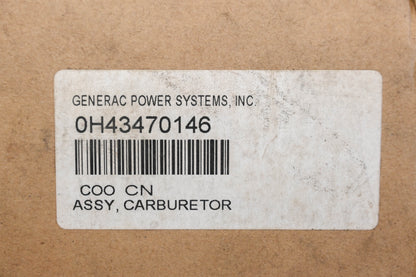 GENERAC POWER SYSTEMS, INC
0H43470146
COO CN
ASSY, CARBURETOR